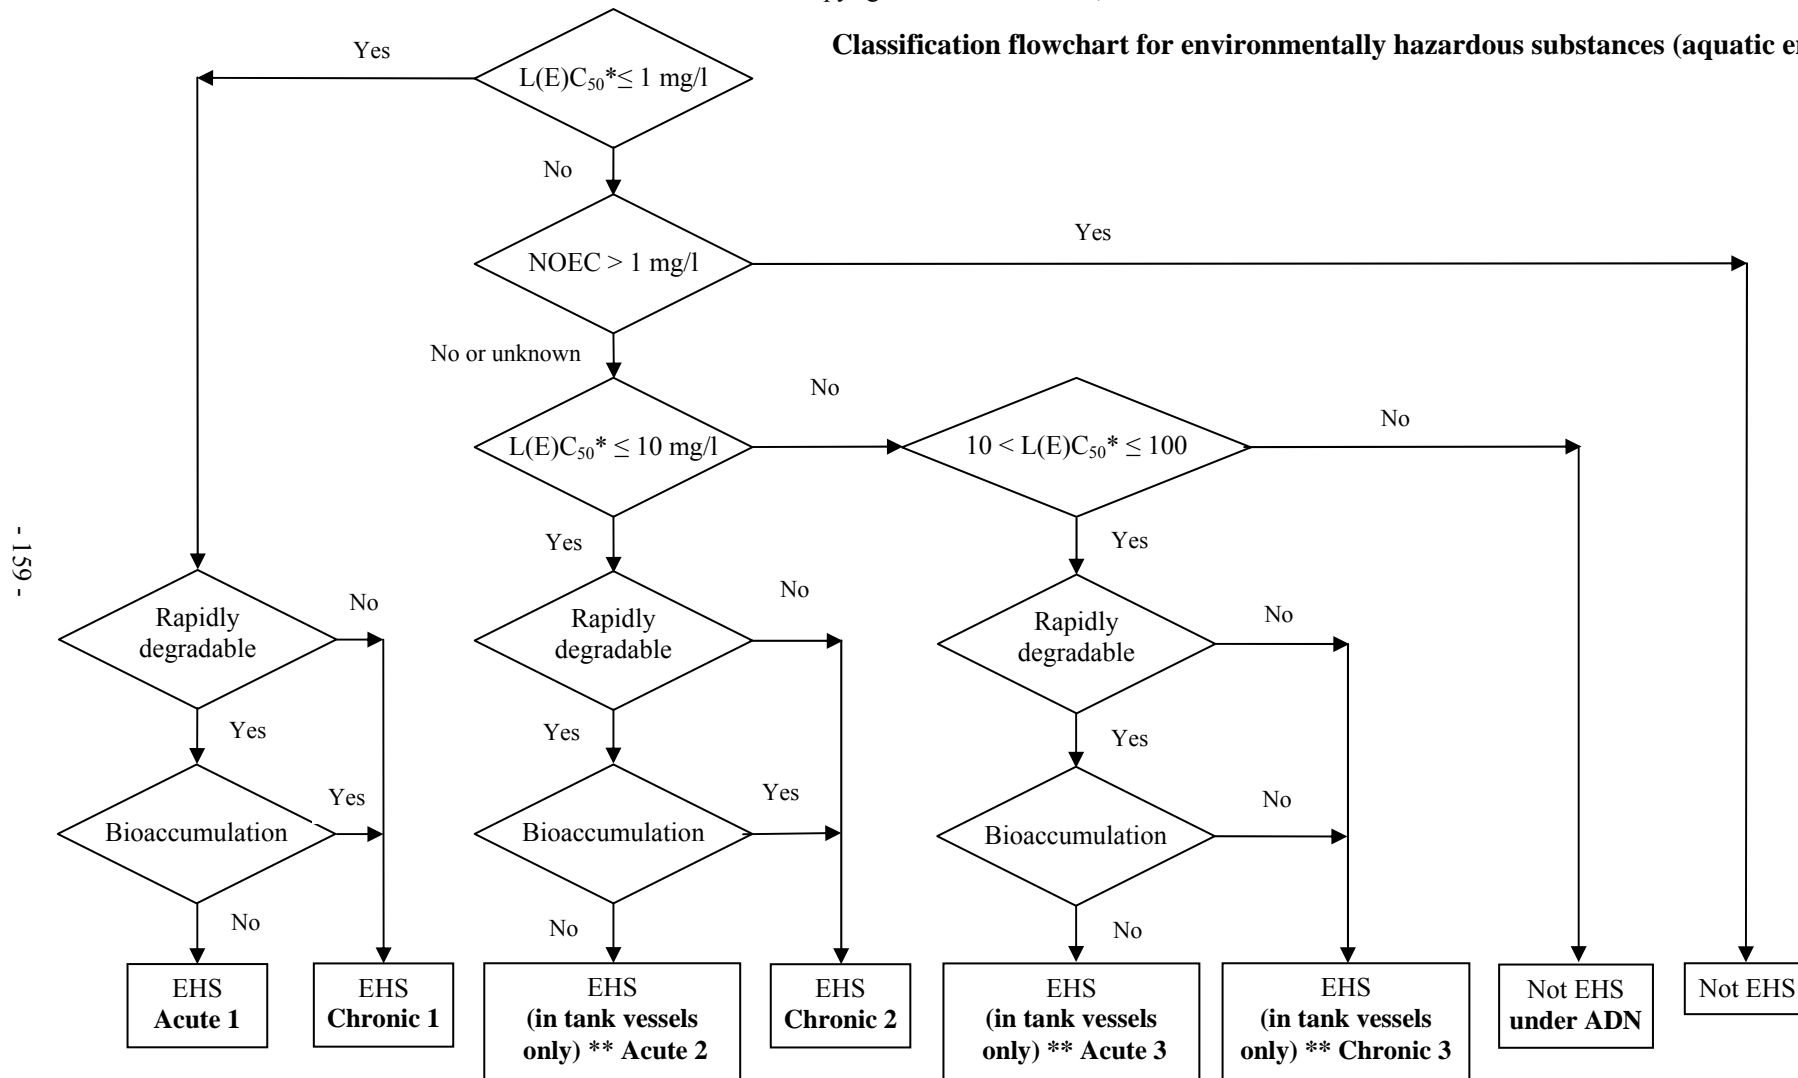 Classification flowchart for environmentally hazardous substances (aquatic
Yes
L(E)C50*≤ 1 mg/l
No
NOEC > 1 mg/l
Yes
No or unknown
L(E)C50* ≤ 10 mg/l
No
10 < L(E)C50* ≤ 100
No
Yes
Yes
- 159 -
Rapidly
degradable
No
Rapidly
degradable
No
Rapidly
degradable
No
Yes
Yes
Yes
Bioaccumulation
Yes
Bioaccumulation
Yes
Bioaccumulation
No
No
No
No
EHS
Acute 1
EHS
Chronic 1
EHS
(in tank vessels
only) ** Acute 2
EHS
Chronic 2
EHS
(in tank vessels
only) ** Acute 3
EHS
(in tank vessels
only) ** Chronic 3
Not EHS
under ADN
Not EHS